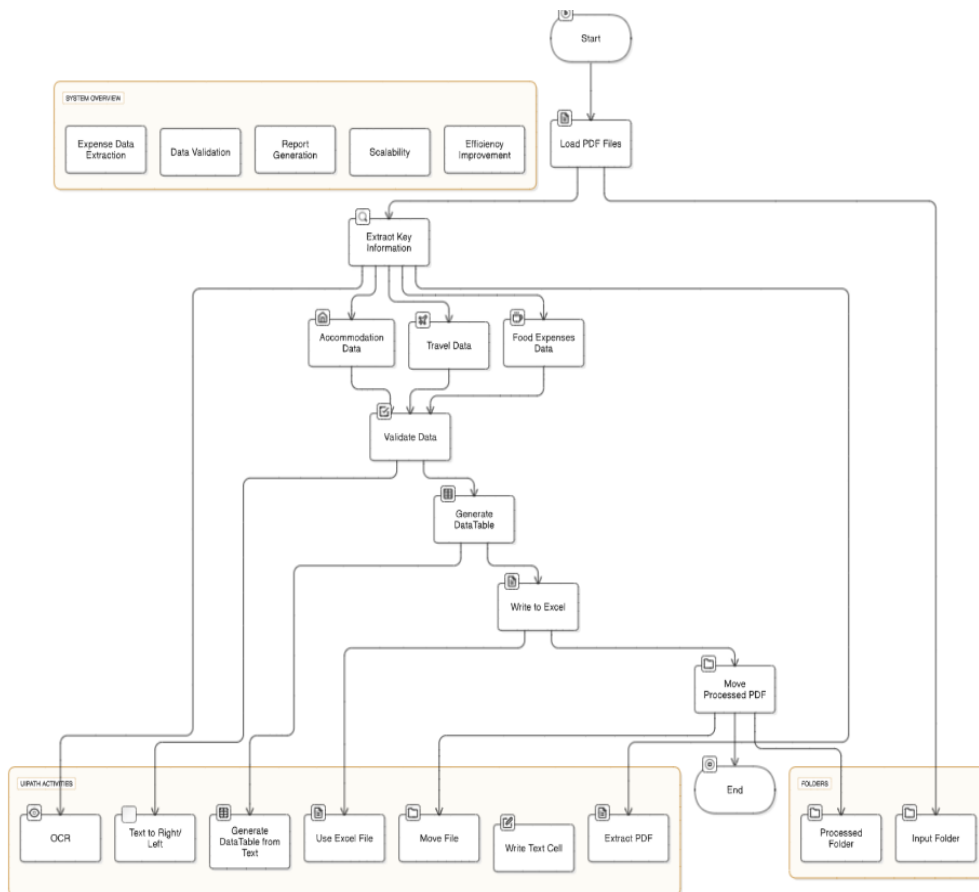 Start
SYSTEM OVERVIEW
Expense Data
Extraction
Data Validation
Report
Generation
Scalability
Efficiency
Improvement
Load PDF Files
Extract Key
Information
Accommodation
Data
Travel Data
Food Expenses
Data
Validate Data
Generate
DataTable
Write to Excel
Move
Processed PDF
UIPATH ACTIVITIES
OCR
Text to Right/
Left
Generate
DataTable from
Text
Use Excel File
Move File
Write Text Cell
Extract PDF
End
FOLDERS
Processed
Folder
Input Folder